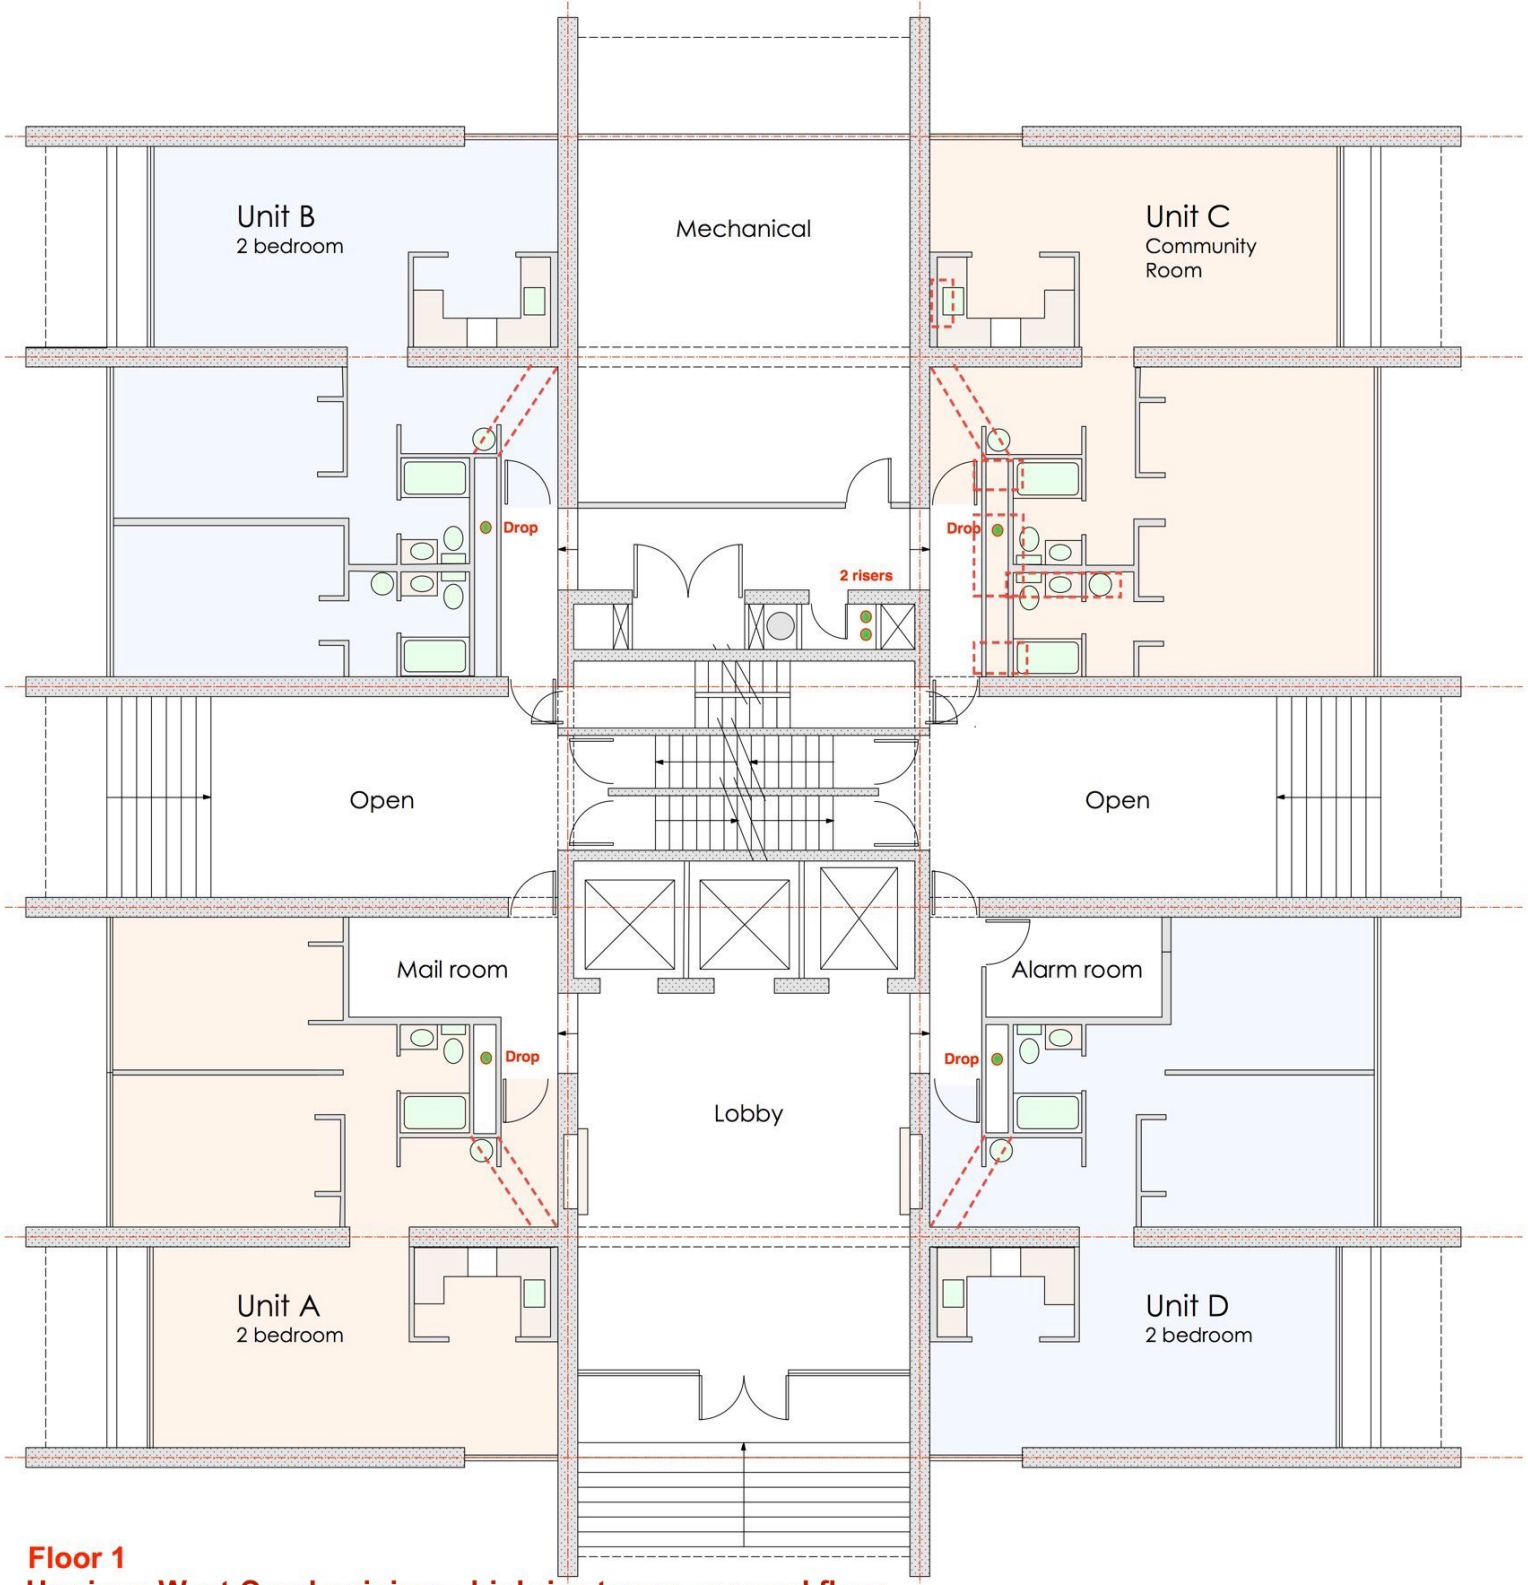 Unit B
2 bedroom
Mechanical
Unit C
Community
Room
Drop
Drop
2 risers
Open
Open
Mail room
Alarm room
Drop
Drop
Lobby
Unit A
2 bedroom
Unit D
2 bedroom
Floor 1